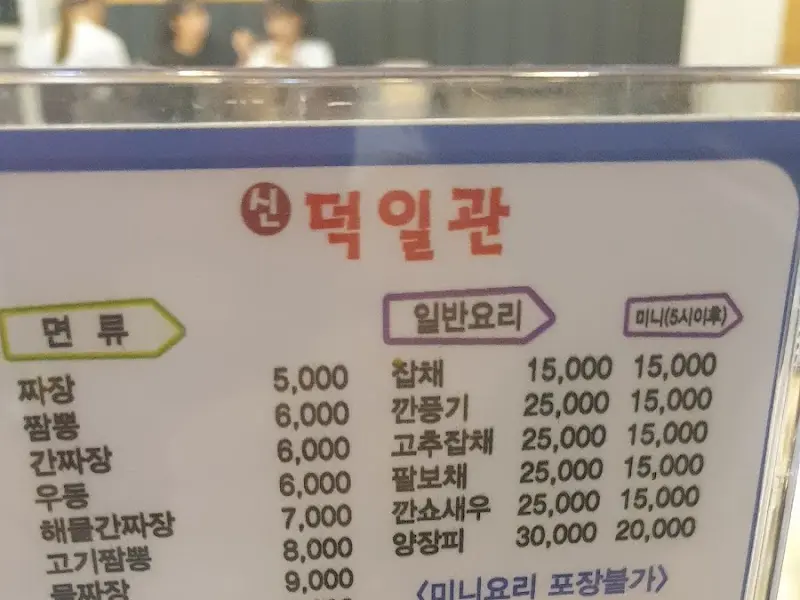 신 덕일관
면 류
짜장 5,000
짬뽕 6,000
간짜장 6,000
우동 6,000
해물간짜장 7,000
고기짬뽕 8,000
물짜장 9,000
일반요리 미니(5시이후)
잡채 15,000 15,000
깐풍기 25,000 15,000
고추잡채 25,000 15,000
팔보채 25,000 15,000
깐쇼새우 25,000 15,000
양장피 30,000 20,000
<미니요리 포장불가>